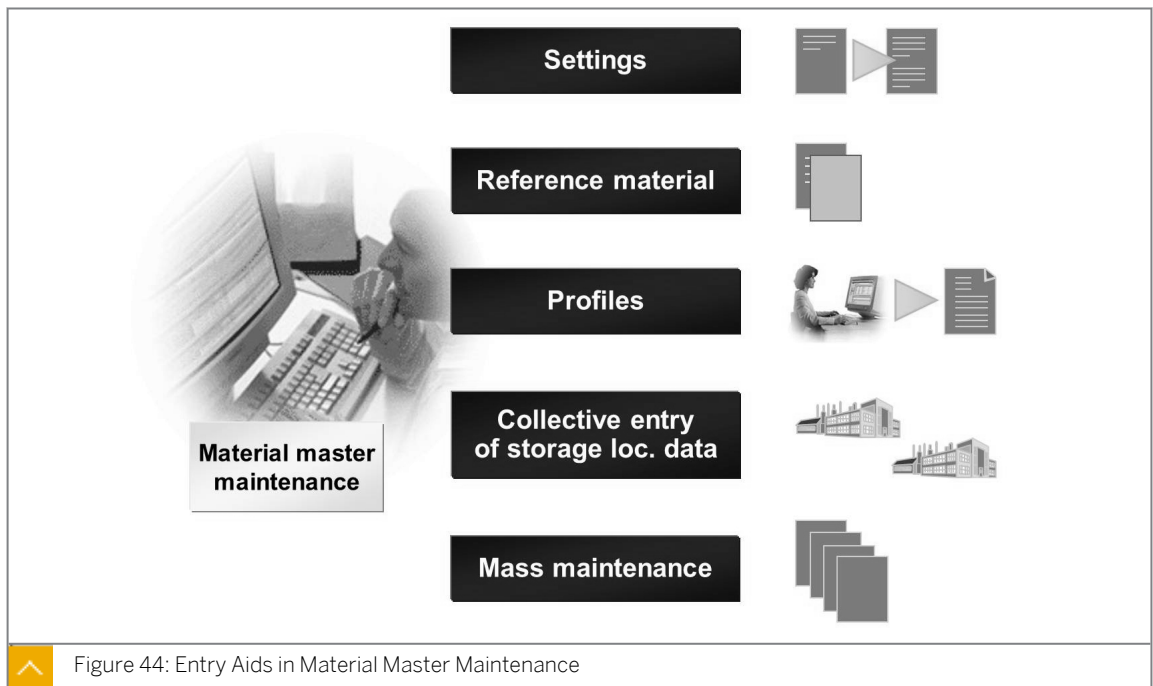 Settings
Reference material
Profiles
Collective entry
of storage loc. data
Mass maintenance
Material master
maintenance
Figure 44: Entry Aids in Material Master Maintenance